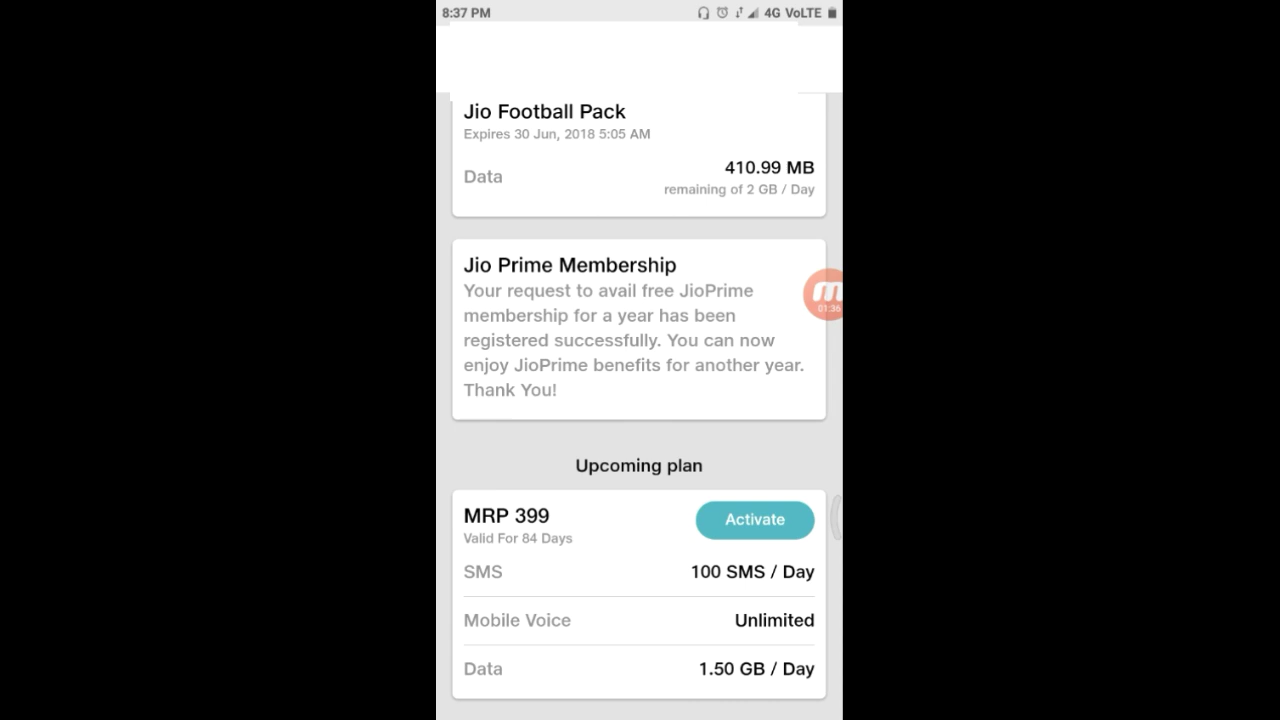 8:37 PM 4G VoLTE
Jio Football Pack
Expires 30 Jun, 2018 5:05 AM
410.99 MB
Data
remaining of 2 GB / Day
Jio Prime Membership
Your request to avail free JioPrime
membership for a year has been
registered successfully. You can now
enjoy JioPrime benefits for another year.
Thank You!
01:36
Upcoming plan
MRP 399
Activate
Valid For 84 Days
SMS 100 SMS / Day
Mobile Voice Unlimited
Data 1.50 GB / Day